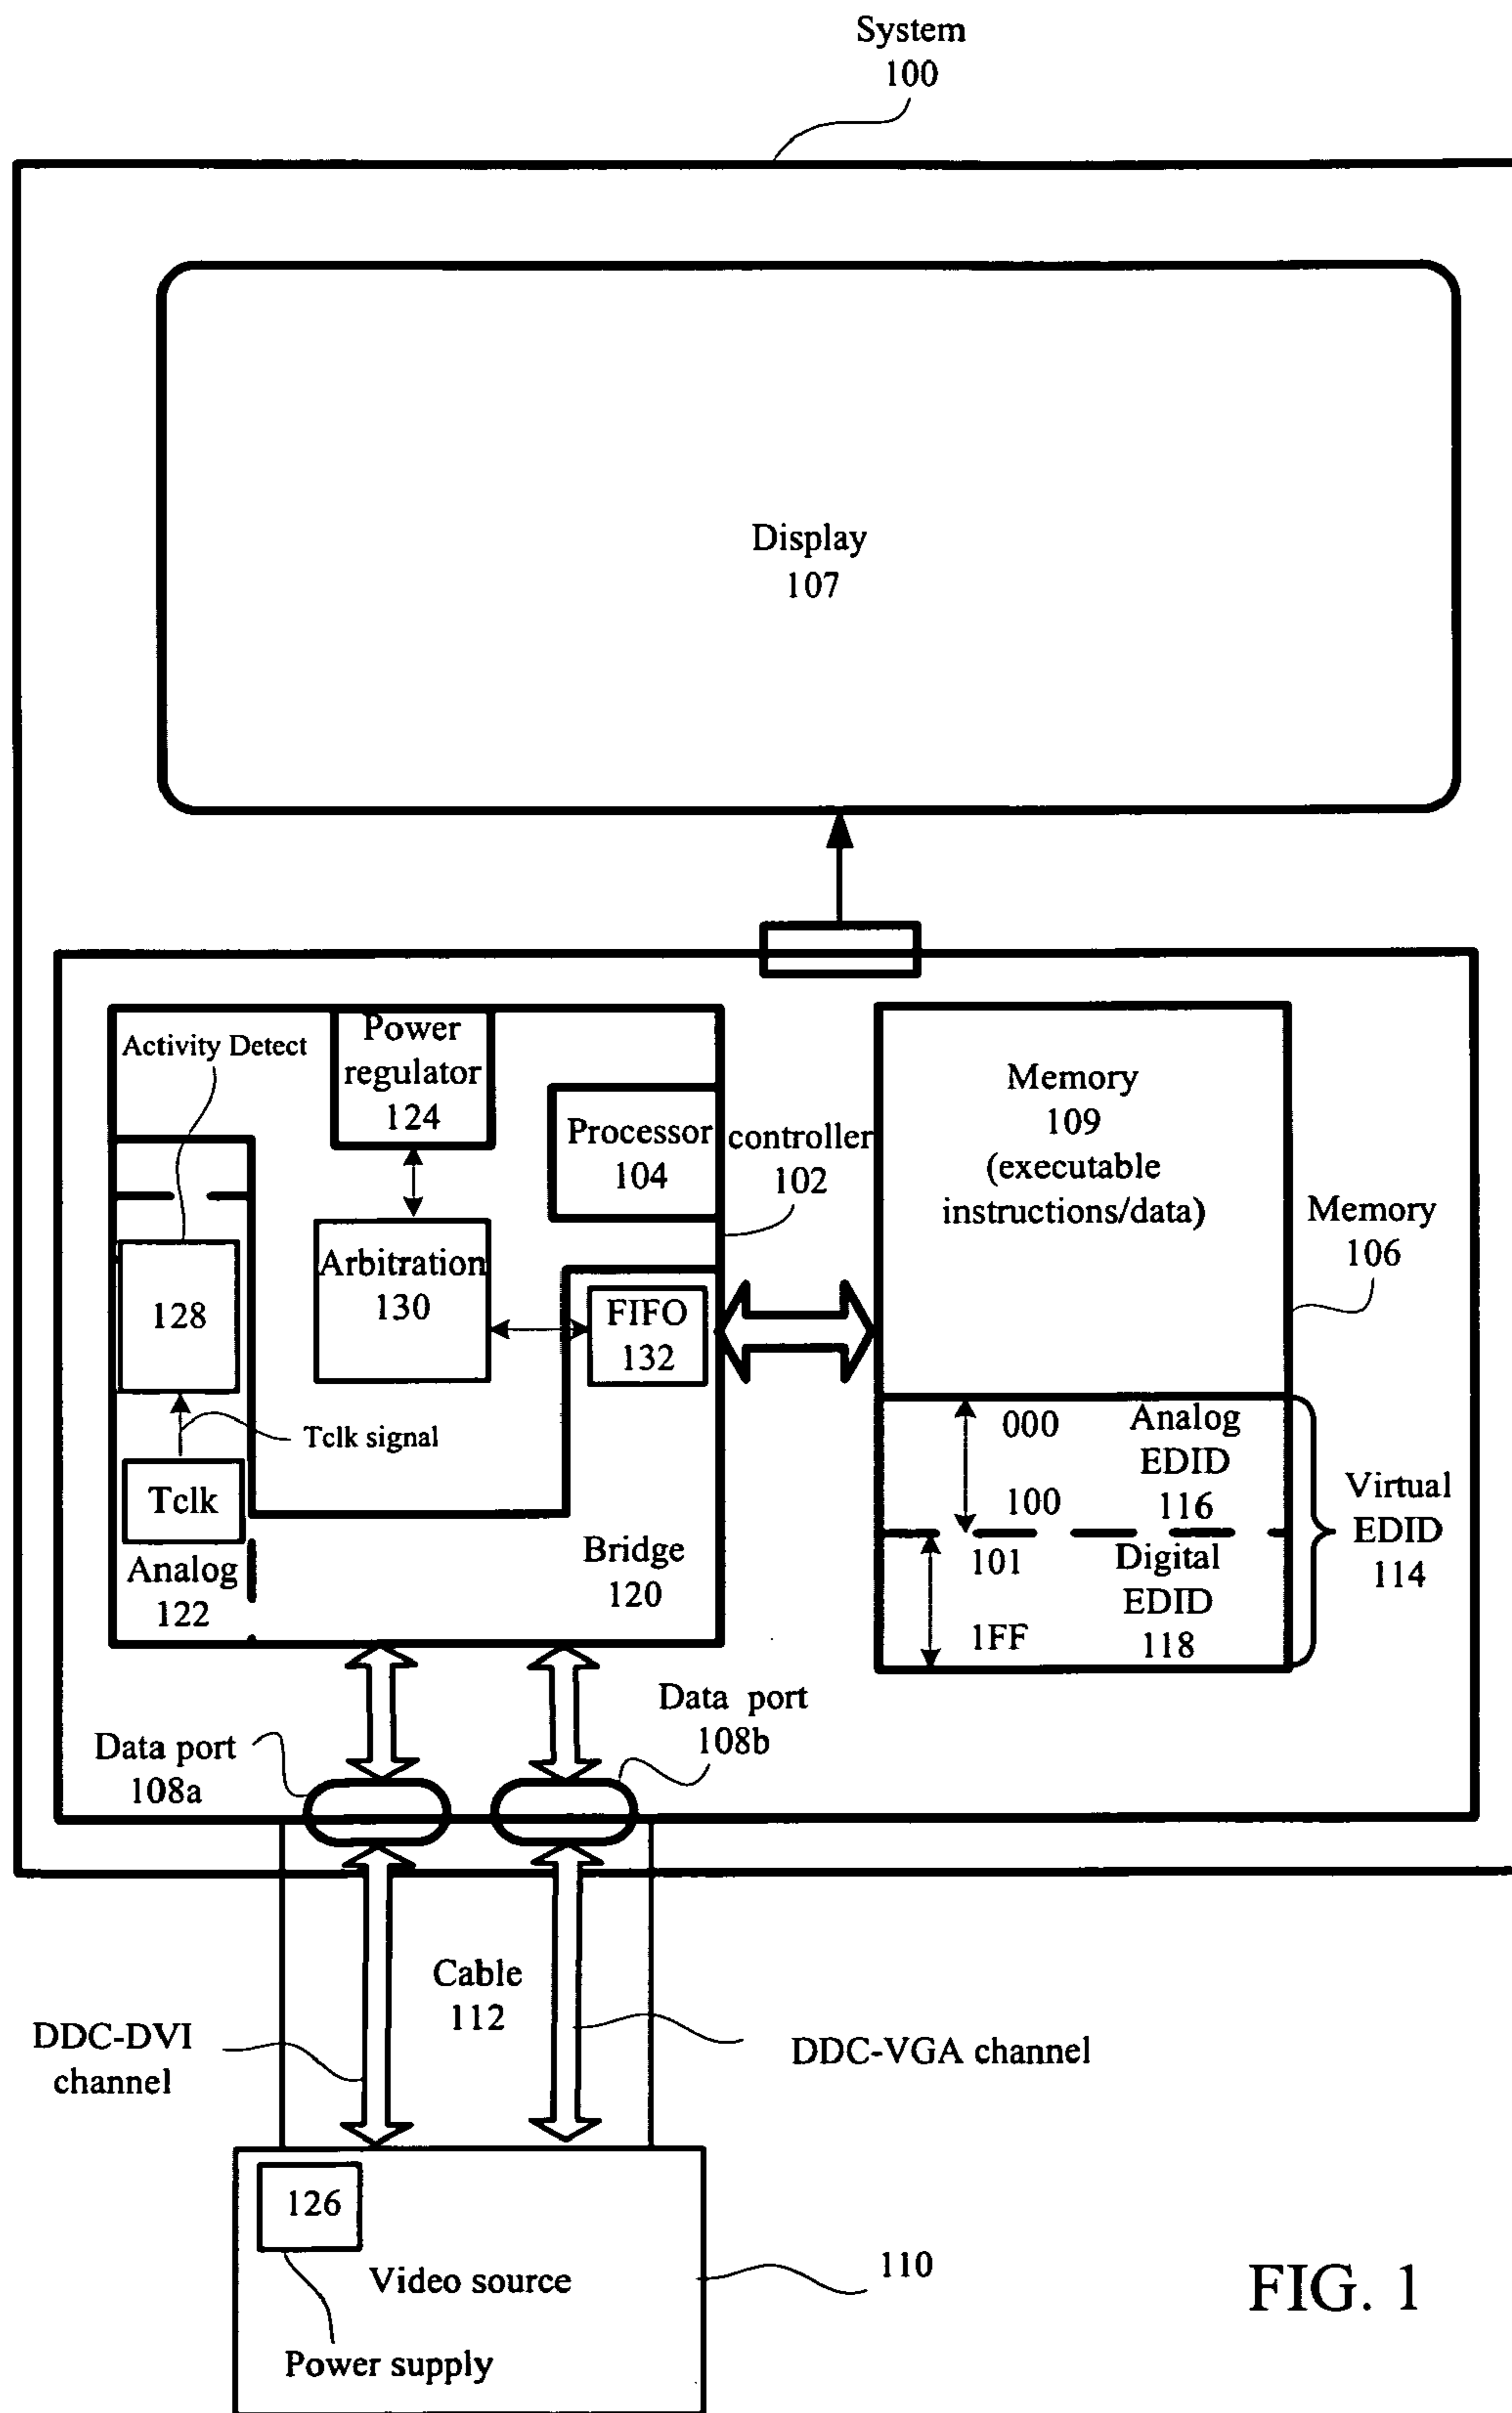 System
100
Display
107
Activity Detect
Power
regulator
124
Processor
104
controller
102
Memory
109
(executable
instructions/data)
Memory
106
Arbitration
130
128
FIFO
132
Tclk signal
Tclk
Analog
122
Bridge
120
000
Analog
EDID
116
100
101
Digital
EDID
118
1FF
Virtual
EDID
114
Data port
108a
Data port
108b
Cable
112
DDC-DVI
channel
DDC-VGA channel
126
Video source
110
Power supply
FIG. 1